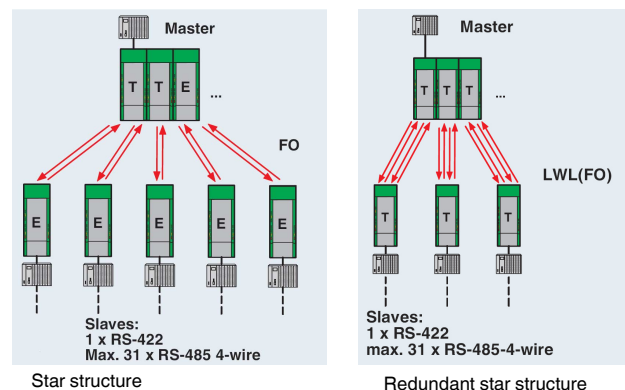 Master
T T E ...
FO
E E E E E
Slaves:
1 x RS-422
Max. 31 x RS-485 4-wire
Star structure
Master
T T T ...
LWL(FO)
T T T
Slaves:
1 x RS-422
max. 31 x RS-485-4-wire
Redundant star structure